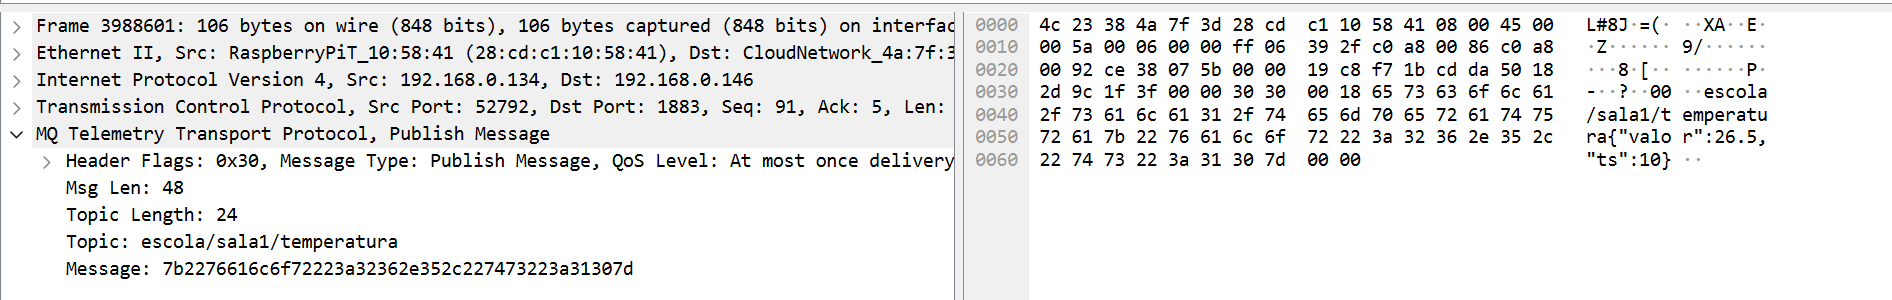 Frame 3988601: 106 bytes on wire (848 bits), 106 bytes captured (848 bits) on interfac
Ethernet II, Src: RaspberryPiT_10:58:41 (28:cd:c1:10:58:41), Dst: CloudNetwork_4a:7f:3
Internet Protocol Version 4, Src: 192.168.0.134, Dst: 192.168.0.146
Transmission Control Protocol, Src Port: 52792, Dst Port: 1883, Seq: 91, Ack: 5, Len:
MQ Telemetry Transport Protocol, Publish Message
Header Flags: 0x30, Message Type: Publish Message, QoS Level: At most once delivery
Msg Len: 48
Topic Length: 24
Topic: escola/sala1/temperatura
Message: 7b2276616c6f72223a32362e352c227473223a31307d
0000 4c 23 38 4a 7f 3d 28 cd c1 10 58 41 08 00 45 00 L#8J·=(· ··XA··E·
0010 00 5a 00 06 00 00 ff 06 39 2f c0 a8 00 86 c0 a8 ·Z······ 9/······
0020 00 92 ce 38 07 5b 00 00 19 c8 f7 1b cd da 50 18 ···8·[·· ······P·
0030 2d 9c 1f 3f 00 00 30 30 00 18 65 73 63 6f 6c 61 -··?··00 ··escola
0040 2f 73 61 6c 61 31 2f 74 65 6d 70 65 72 61 74 75 /sala1/t emperatu
0050 72 61 7b 22 76 61 6c 6f 72 22 3a 32 36 2e 35 2c ra{"valo r":26.5,
0060 22 74 73 22 3a 31 30 7d 00 00 "ts":10} ··